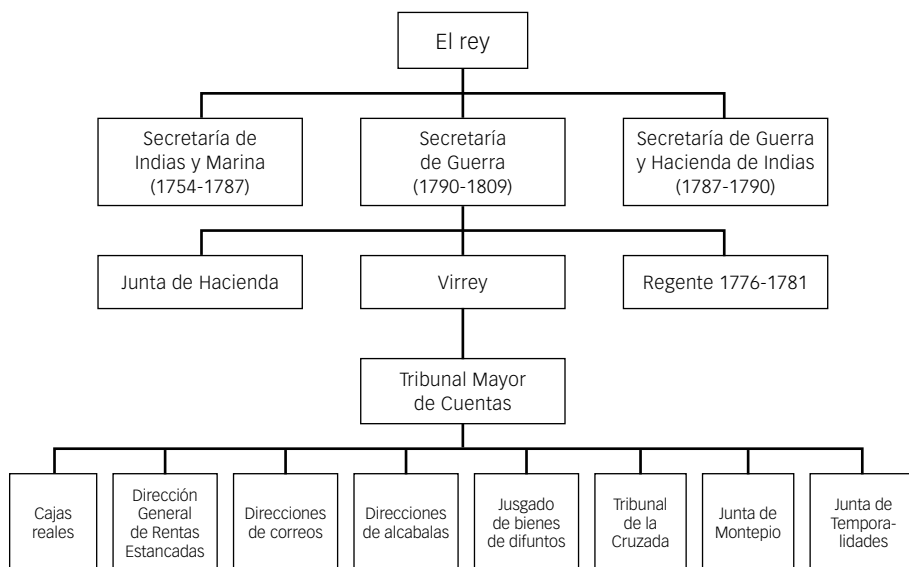 El rey
Secretaría de
Indias y Marina
(1754-1787)
Secretaría
de Guerra
(1790-1809)
Secretaría de Guerra
y Hacienda de Indias
(1787-1790)
Junta de Hacienda
Virrey
Regente 1776-1781
Tribunal Mayor
de Cuentas
Cajas
reales
Dirección
General
de Rentas
Estancadas
Direcciones
de correos
Direcciones
de alcabalas
Jusgado
de bienes
de difuntos
Tribunal
de la
Cruzada
Junta de
Montepio
Junta de
Tempora-
lidades